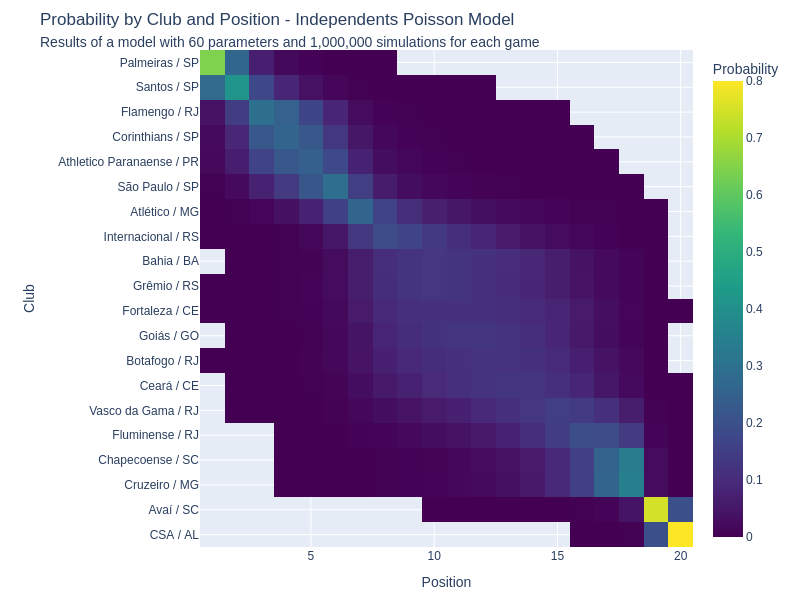 Probability by Club and Position - Independents Poisson Model
Results of a model with 60 parameters and 1,000,000 simulations for each game
Probability
Club
Palmeiras / SP
Santos / SP
Flamengo / RJ
Corinthians / SP
Athletico Paranaense / PR
São Paulo / SP
Atlético / MG
Internacional / RS
Bahia / BA
Grêmio / RS
Fortaleza / CE
Goiás / GO
Botafogo / RJ
Ceará / CE
Vasco da Gama / RJ
Fluminense / RJ
Chapecoense / SC
Cruzeiro / MG
Avaí / SC
CSA / AL
5 10 15 20
Position
0.8
0.7
0.6
0.5
0.4
0.3
0.2
0.1
0